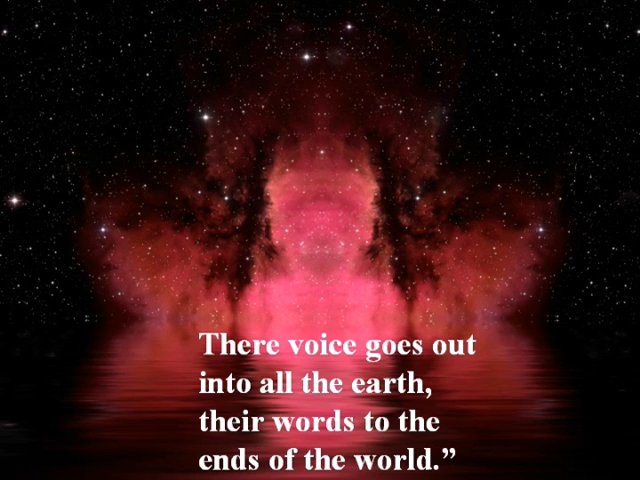 There voice goes out
into all the earth,
their words to the
ends of the world.”